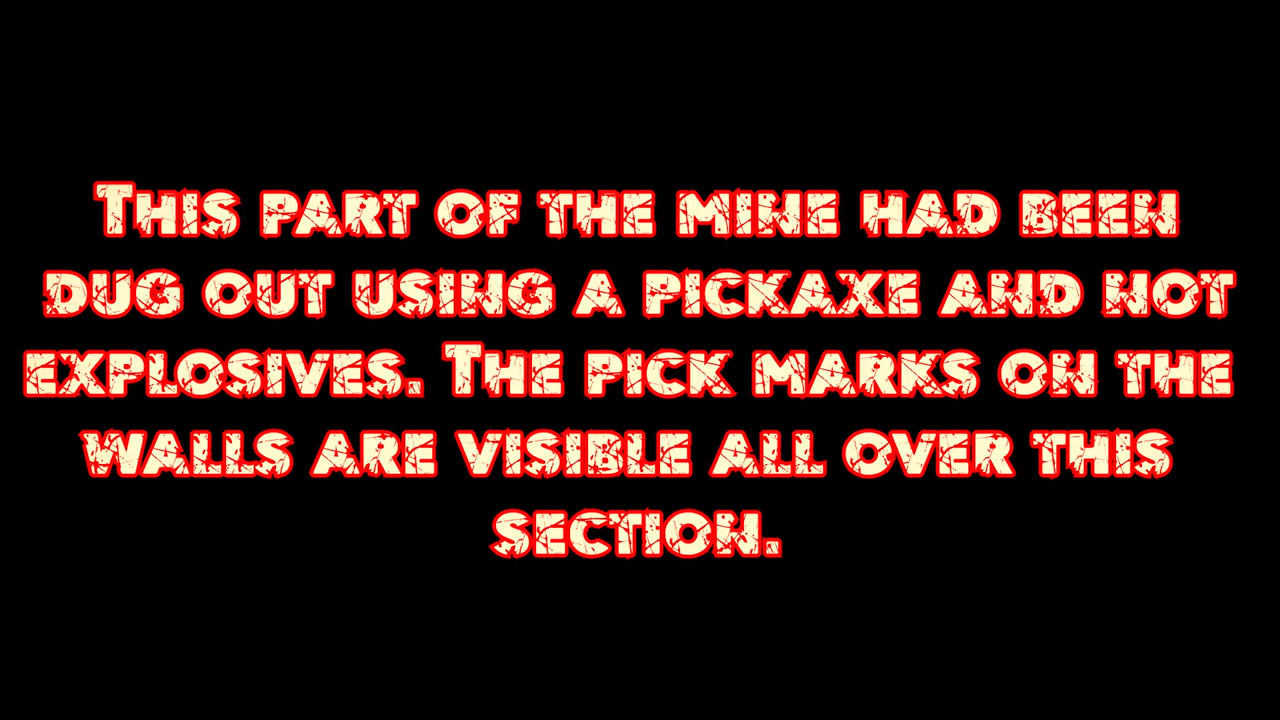 This part of the mine had been
dug out using a pickaxe and not
explosives. The pick marks on the
walls are visible all over this
section.